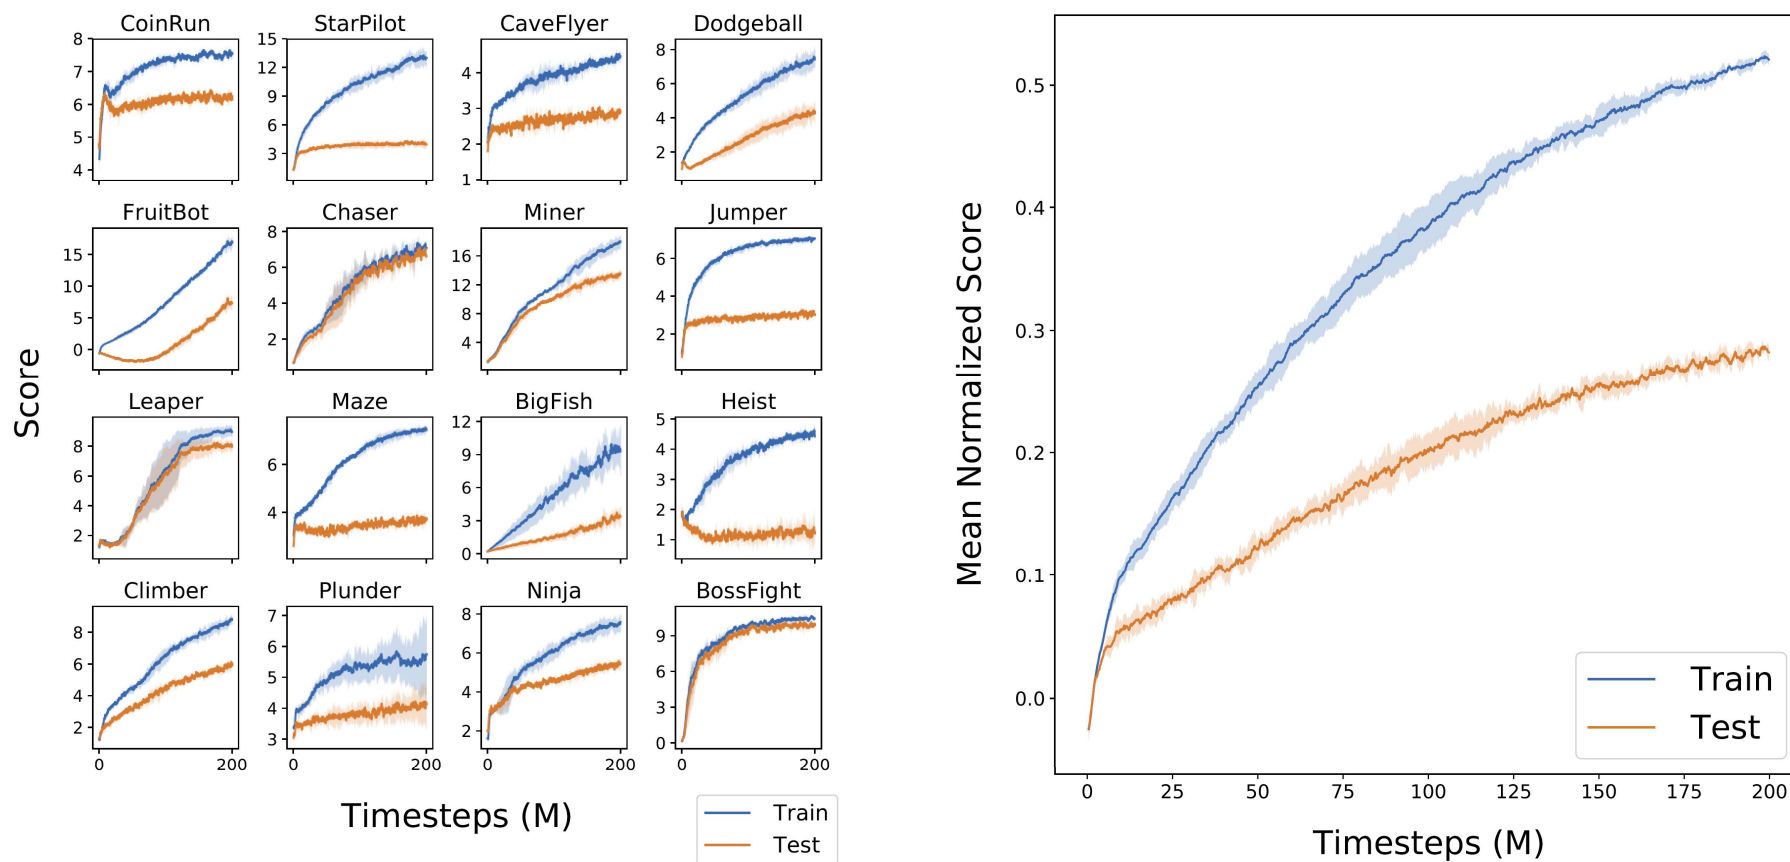 CoinRun StarPilot CaveFlyer Dodgeball
8 7 6 5 4
15 12 9 6 3
4 3 2 1
8 6 4 2
FruitBot Chaser Miner Jumper
15 10 5 0
8 6 4 2
16 12 8 4
6 4 2
Score
Leaper Maze BigFish Heist
8 6 4 2
6 4
12 9 6 3 0
5 4 3 2 1
Climber Plunder Ninja BossFight
8 6 4 2
7 6 5 4 3
8 6 4 2
9 6 3 0
0 200 0 200 0 200 0 200
Timesteps (M)
Train
Test
Mean Normalized Score
0.5
0.4
0.3
0.2
0.1
0.0
Train
Test
0 25 50 75 100 125 150 175 200
Timesteps (M)